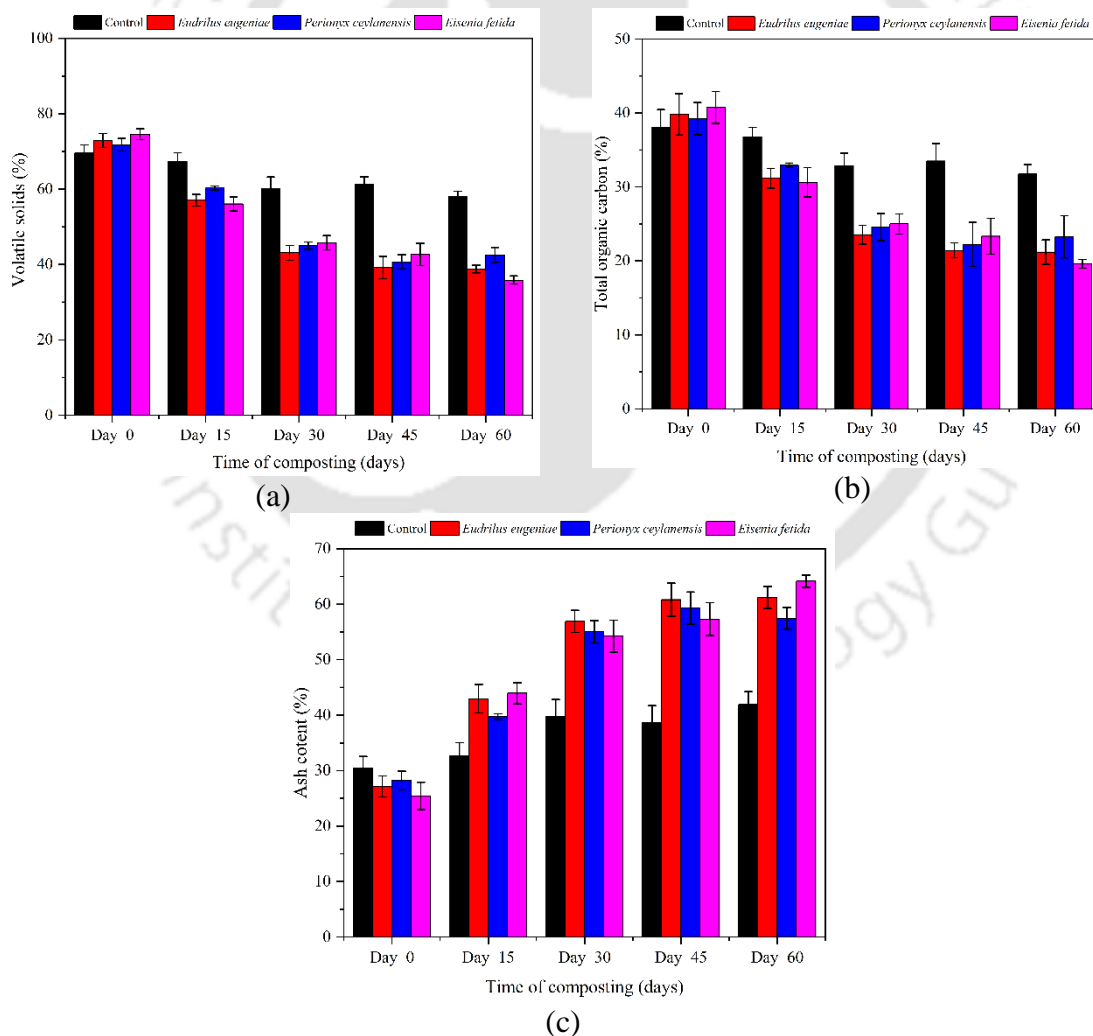 Control Eudrilus eugeniae Perionyx ceylanensis Eisenia fetida
100
80
60
40
20
0
Volatile solids (%)
Day 0 Day 15 Day 30 Day 45 Day 60
Time of composting (days)
(a)
Control Eudrilus eugeniae Perionyx ceylanensis Eisenia fetida
50
40
30
20
10
0
Total organic carbon (%)
Day 0 Day 15 Day 30 Day 45 Day 60
Time of composting (days)
(b)
Control Eudrilus eugeniae Perionyx ceylanensis Eisenia fetida
70
60
50
40
30
20
10
0
Ash cotent (%)
Day 0 Day 15 Day 30 Day 45 Day 60
Time of composting (days)
(c)